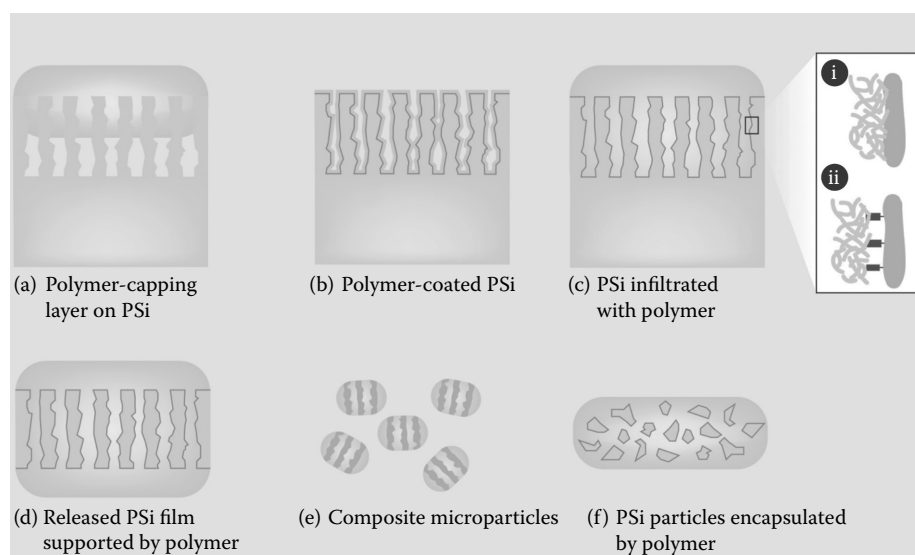 i
ii
(a) Polymer-capping
layer on PSi
(b) Polymer-coated PSi
(c) PSi infiltrated
with polymer
(d) Released PSi film
supported by polymer
(e) Composite microparticles
(f) PSi particles encapsulated
by polymer